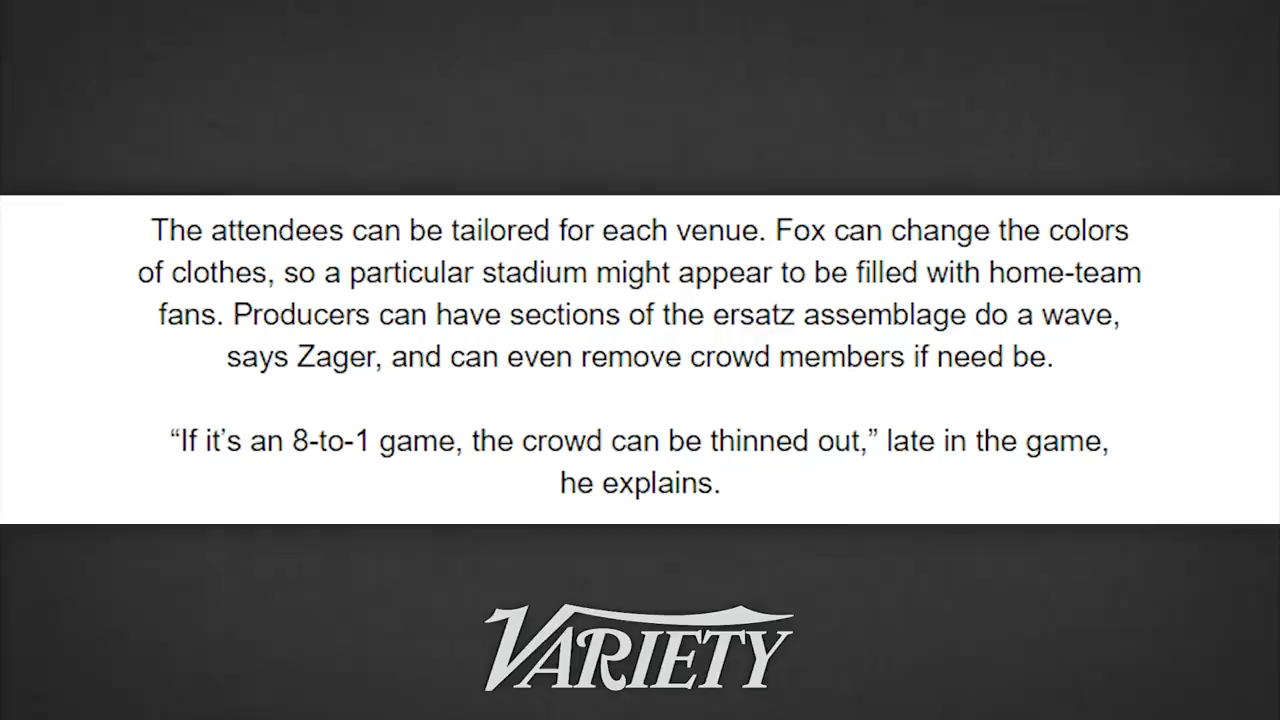 The attendees can be tailored for each venue. Fox can change the colors
of clothes, so a particular stadium might appear to be filled with home-team
fans. Producers can have sections of the ersatz assemblage do a wave,
says Zager, and can even remove crowd members if need be.
“If it’s an 8-to-1 game, the crowd can be thinned out,” late in the game,
he explains.
VARIETY